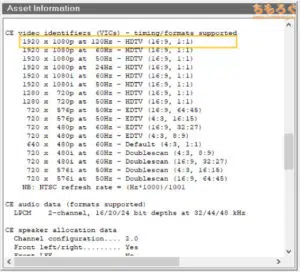 Asset Information
ちもろぐ
CE video identifiers (VICs) - timing/formats supported
1920 x 1080p at 120Hz - HDTV (16:9, 1:1)
1920 x 1080p at 60Hz - HDTV (16:9, 1:1)
1920 x 1080p at 50Hz - HDTV (16:9, 1:1)
1920 x 1080p at 24Hz - HDTV (16:9, 1:1)
1920 x 1080i at 60Hz - HDTV (16:9, 1:1)
1920 x 1080i at 50Hz - HDTV (16:9, 1:1)
1280 x 720p at 60Hz - HDTV (16:9, 1:1)
1280 x 720p at 50Hz - HDTV (16:9, 1:1)
720 x 576p at 50Hz - EDTV (16:9, 64:45)
720 x 576p at 50Hz - EDTV (4:3, 16:15)
720 x 480p at 60Hz - EDTV (16:9, 32:27)
720 x 480p at 60Hz - EDTV (4:3, 8:9)
640 x 480p at 60Hz - Default (4:3, 1:1)
720 x 480i at 60Hz - Doublescan (4:3, 8:9)
720 x 480i at 60Hz - Doublescan (16:9, 32:27)
720 x 576i at 50Hz - Doublescan (4:3, 16:15)
720 x 576i at 50Hz - Doublescan (16:9, 64:45)
NB: NTSC refresh rate = (Hz*1000)/1001
CE audio data (formats supported)
LPCM 2-channel, 16/20/24 bit depths at 32/44/48 kHz
CE speaker allocation data
Channel configuration.... 2.0
Front left/right......... Yes
Front LFE................ No